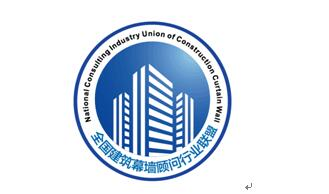 National Consulting Industry Union of Construction Curtain Wall
全国建筑幕墙顾问行业联盟